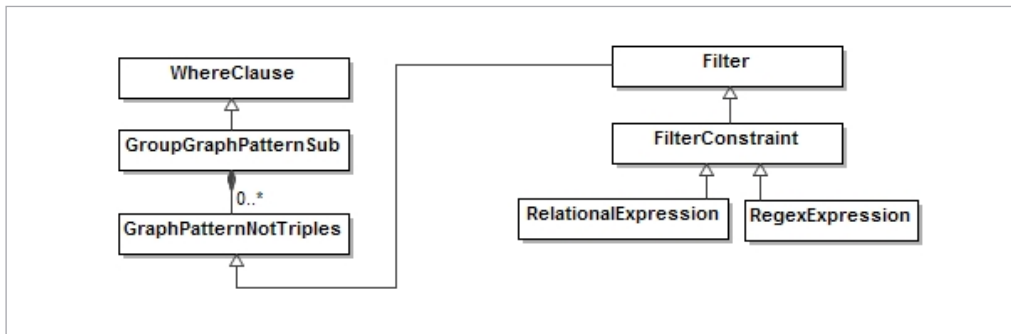 WhereClause
GroupGraphPatternSub
0..*
GraphPatternNotTriples
Filter
FilterConstraint
RelationalExpression
RegexExpression